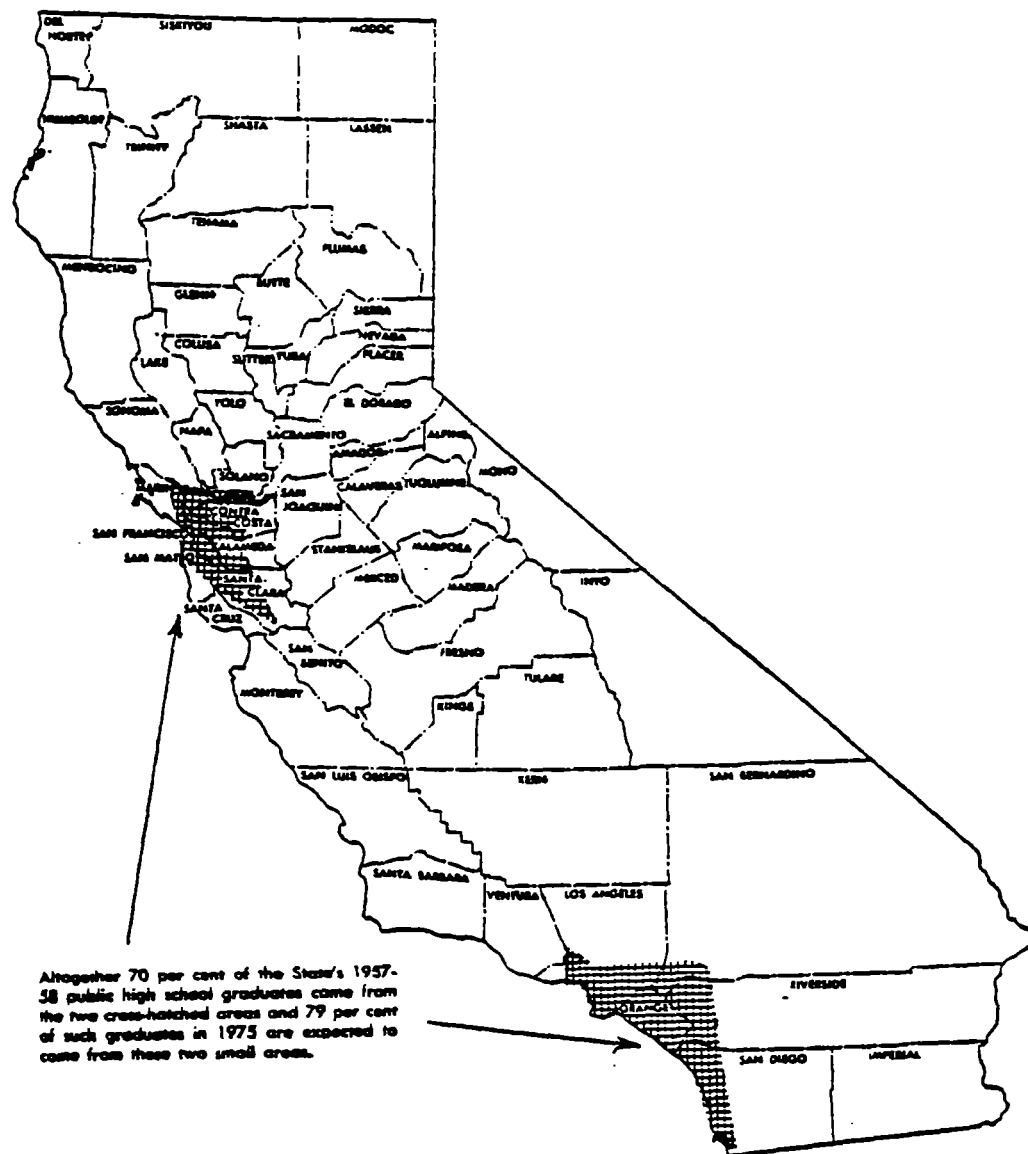 DEL
NORTE
SISKIYOU
MODOC
HUMBOLDT
TRINITY
SHASTA
LASSEN
TEHAMA
PLUMAS
MENDOCINO
GLENN
BUTTE
SIERRA
NEVADA
COLUSA
LAKE
SUTTER
YUBA
PLACER
SONOMA
YOLO
EL DORADO
NAPA
SACRAMENTO
ALPINE
AMADOR
MONO
SOLANO
CALAVERAS
TUOLUMNE
MARIN
SAN
JOAQUIN
CONTRA
COSTA
SAN FRANCISCO
ALAMEDA
STANISLAUS
MARIPOSA
SAN MATEO
SANTA
CLARA
MERCED
MADERA
INYO
SANTA
CRUZ
SAN
BENITO
FRESNO
MONTEREY
TULARE
KINGS
SAN LUIS OBISPO
KERN
SAN BERNARDINO
SANTA BARBARA
VENTURA
LOS ANGELES
RIVERSIDE
ORANGE
SAN DIEGO
IMPERIAL
Altogether 70 per cent of the State's 1957-
58 public high school graduates came from
the two cross-hatched areas and 79 per cent
of such graduates in 1975 are expected to
come from these two small areas.